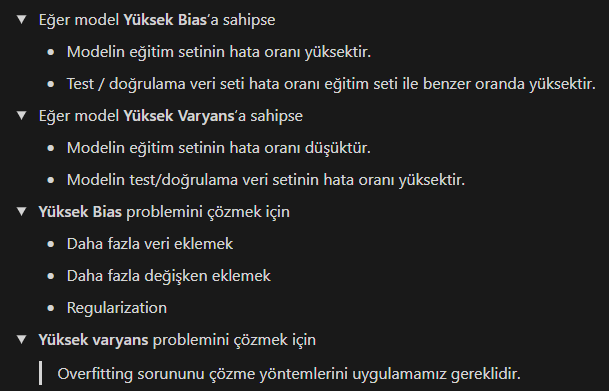 Eğer model Yüksek Bias’a sahipse
Modelin eğitim setinin hata oranı yüksektir.
Test / doğrulama veri seti hata oranı eğitim seti ile benzer oranda yüksektir.
Eğer model Yüksek Varyans’a sahipse
Modelin eğitim setinin hata oranı düşüktür.
Modelin test/doğrulama veri setinin hata oranı yüksektir.
Yüksek Bias problemini çözmek için
Daha fazla veri eklemek
Daha fazla değişken eklemek
Regularization
Yüksek varyans problemini çözmek için
Overfitting sorununu çözme yöntemlerini uygulamamız gereklidir.